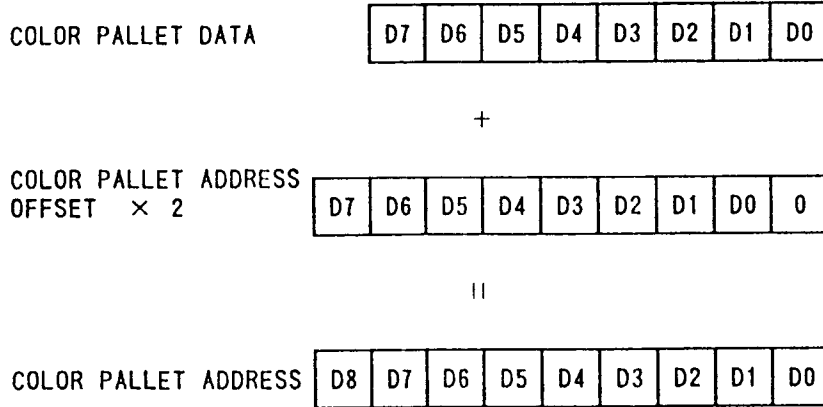 COLOR PALLET DATA D7 D6 D5 D4 D3 D2 D1 D0
+
COLOR PALLET ADDRESS
OFFSET × 2 D7 D6 D5 D4 D3 D2 D1 D0 0
=
COLOR PALLET ADDRESS D8 D7 D6 D5 D4 D3 D2 D1 D0